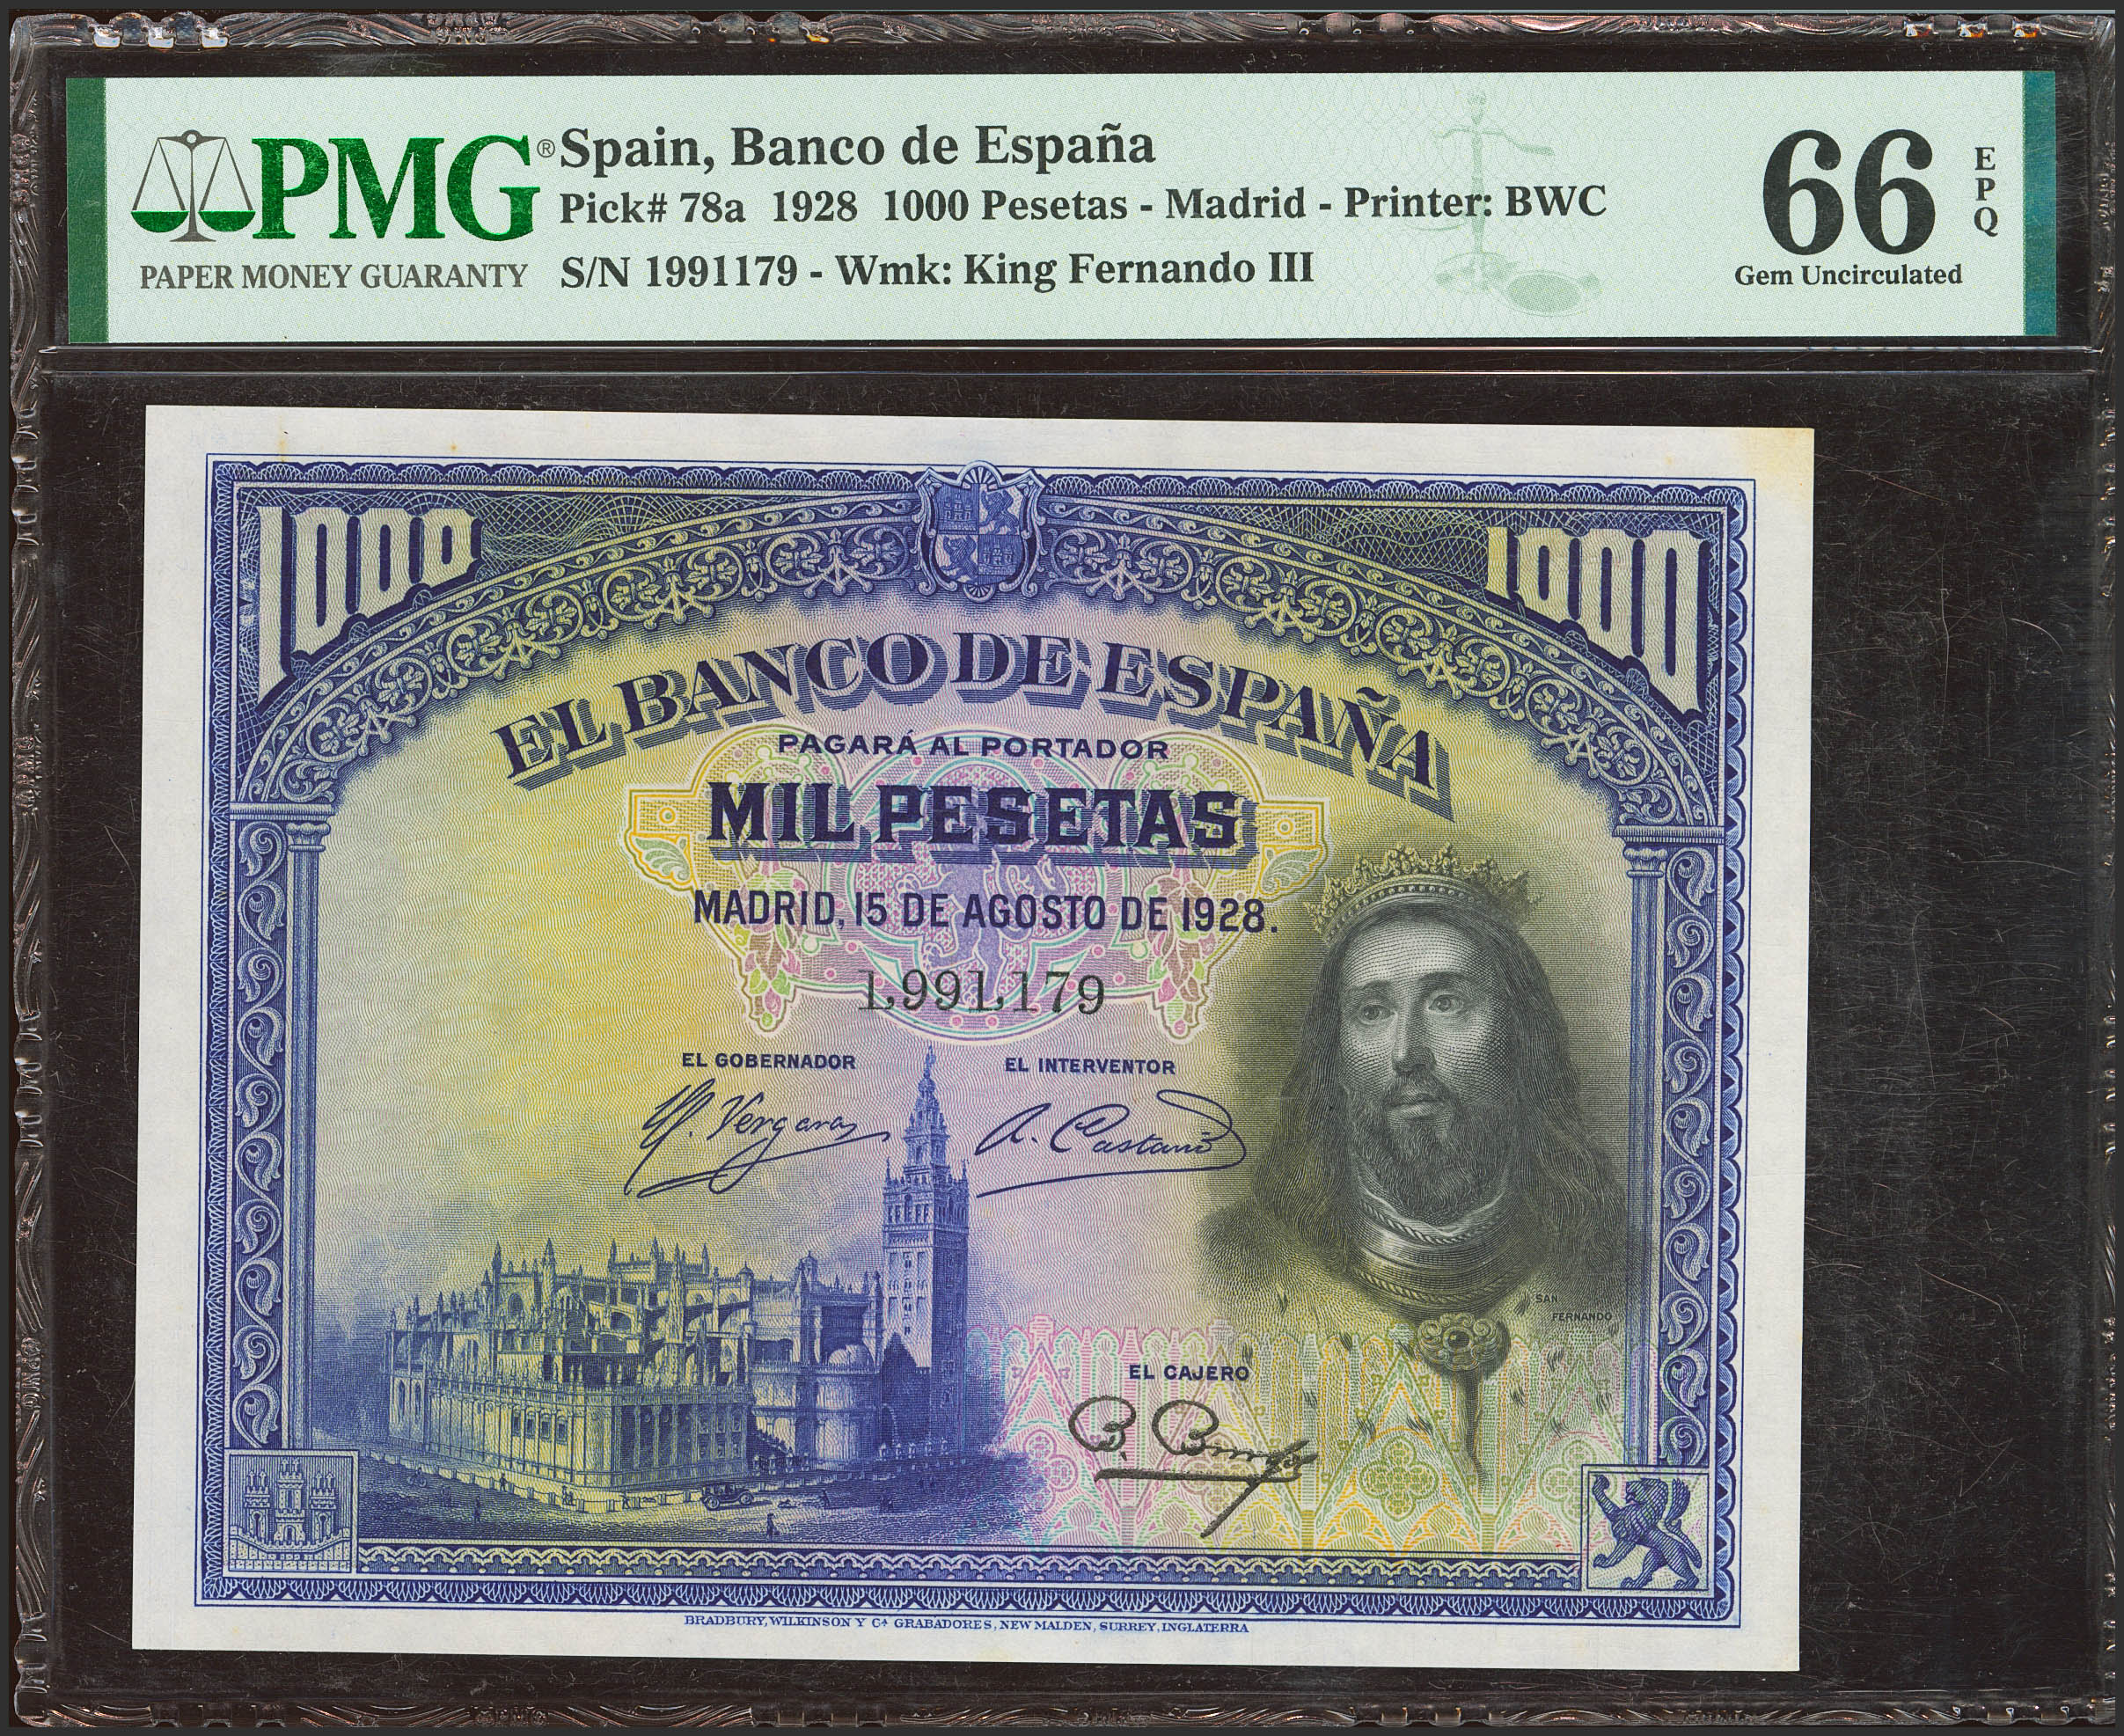 PMG®
PAPER MONEY GUARANTY
Spain, Banco de España
Pick# 78a 1928 1000 Pesetas - Madrid - Printer: BWC
S/N 1991179 - Wmk: King Fernando III
66
EPQ
Gem Uncirculated
1000
1000
EL BANCO DE ESPAÑA
PAGARÁ AL PORTADOR
MIL PESETAS
MADRID, 15 DE AGOSTO DE 1928.
1,991,179
EL GOBERNADOR
EL INTERVENTOR
Vergara
A. Castaño
SAN
FERNANDO
EL CAJERO
BRADBURY, WILKINSON Y Cª GRABADORES, NEW MALDEN, SURREY, INGLATERRA